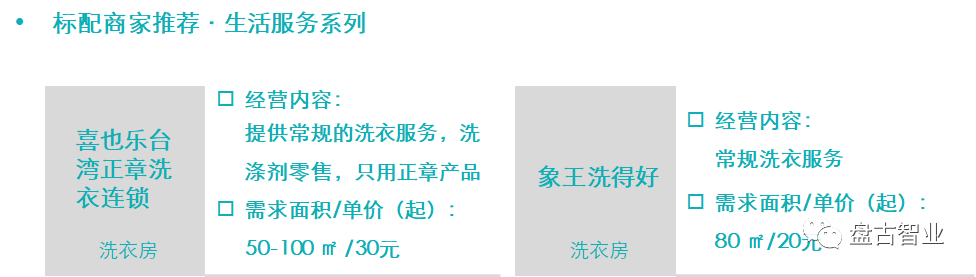 • 标配商家推荐·生活服务系列
喜也乐台
湾正章洗
衣连锁
洗衣房
□ 经营内容：
提供常规的洗衣服务，洗
涤剂零售，只用正章产品
□ 需求面积/单价（起）：
50-100 ㎡ /30元
象王洗得好
洗衣房
□ 经营内容：
常规洗衣服务
□ 需求面积/单价（起）：
80 ㎡/20元
盘古智业